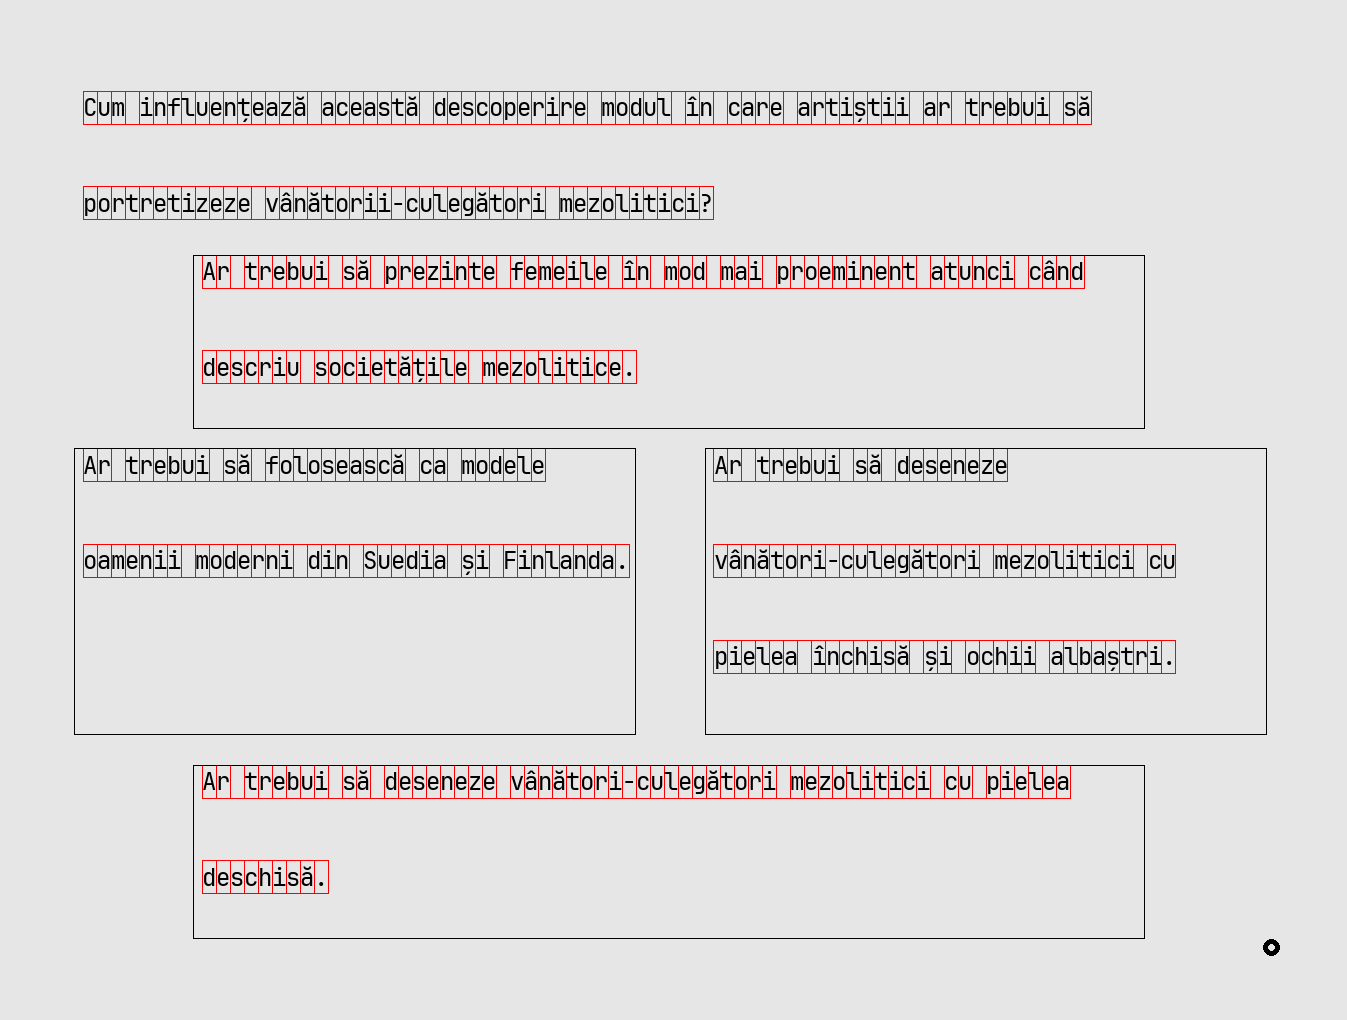 Cum influențează această descoperire modul în care artiștii ar trebui să
portretizeze vânătorii-culegători mezolitici?
Ar trebui să prezinte femeile în mod mai proeminent atunci când
descriu societățile mezolitice.
Ar trebui să folosească ca modele
oamenii moderni din Suedia și Finlanda.
Ar trebui să deseneze
vânători-culegători mezolitici cu
pielea închisă și ochii albaștri.
Ar trebui să deseneze vânători-culegători mezolitici cu pielea
deschisă.